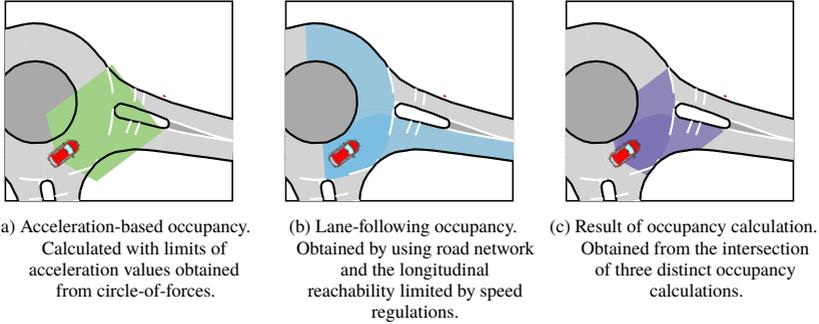 a) Acceleration-based occupancy.
Calculated with limits of
acceleration values obtained
from circle-of-forces.
(b) Lane-following occupancy.
Obtained by using road network
and the longitudinal
reachability limited by speed
regulations.
(c) Result of occupancy calculation.
Obtained from the intersection
of three distinct occupancy
calculations.